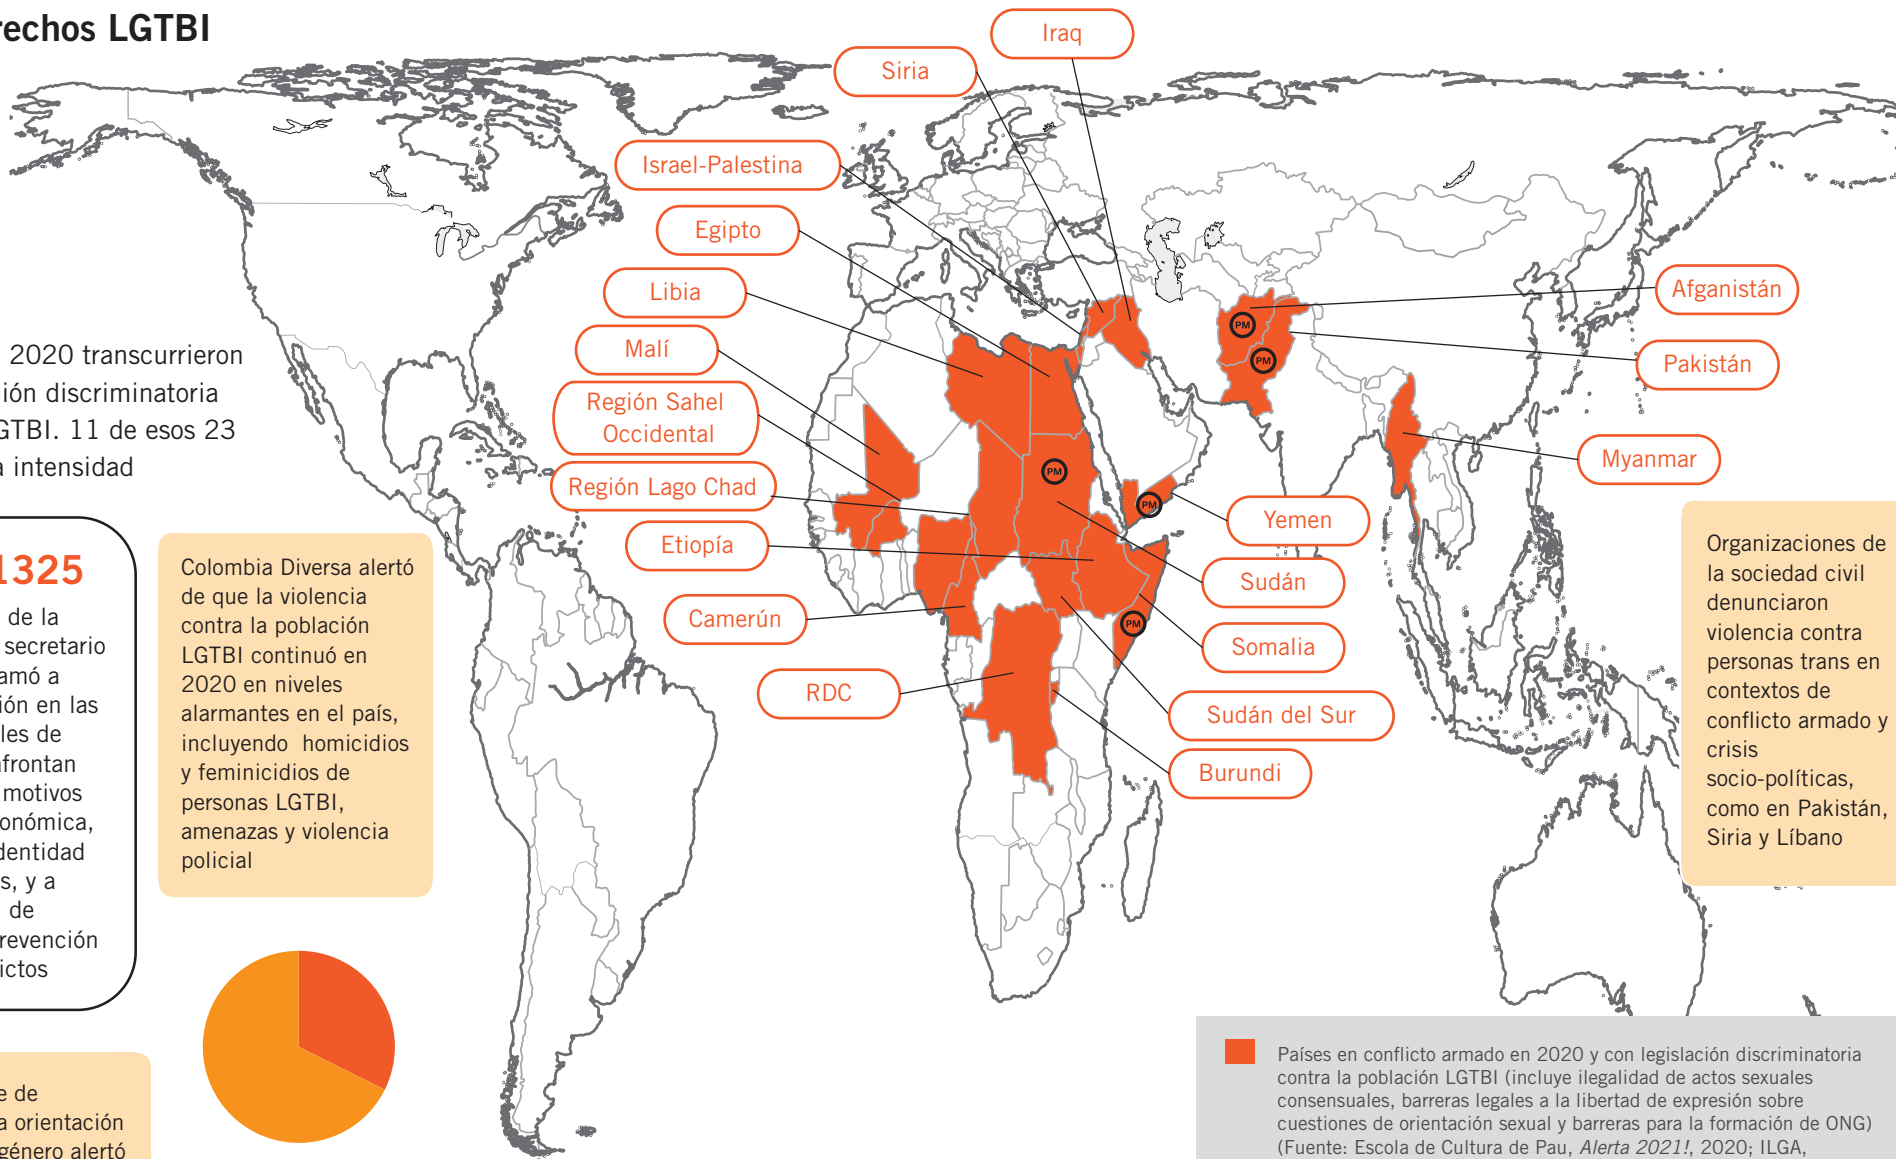 rechos LGTBI
Iraq
Siria
Israel-Palestina
Egipto
Libia
Malí
Región Sahel
Occidental
Región Lago Chad
Etiopía
Camerún
RDC
Afganistán
Pakistán
Myanmar
Yemen
Sudán
Somalia
Sudán del Sur
Burundi
PM
PM
PM
PM
PM
2020 transcurrieron
ión discriminatoria
GTBI. 11 de esos 23
a intensidad
1325
de la
secretario
amó a
ión en las
les de
nfrontan
motivos
onómica,
dentidad
s, y a
de
revención
ictos
Colombia Diversa alertó
de que la violencia
contra la población
LGTBI continuó en
2020 en niveles
alarmantes en el país,
incluyendo homicidios
y feminicidios de
personas LGTBI,
amenazas y violencia
policial
Organizaciones de
la sociedad civil
denunciaron
violencia contra
personas trans en
contextos de
conflicto armado y
crisis
socio-políticas,
como en Pakistán,
Siria y Líbano
e de
a orientación
género alertó
Países en conflicto armado en 2020 y con legislación discriminatoria
contra la población LGTBI (incluye ilegalidad de actos sexuales
consensuales, barreras legales a la libertad de expresión sobre
cuestiones de orientación sexual y barreras para la formación de ONG)
(Fuente: Escola de Cultura de Pau, Alerta 2021!, 2020; ILGA,